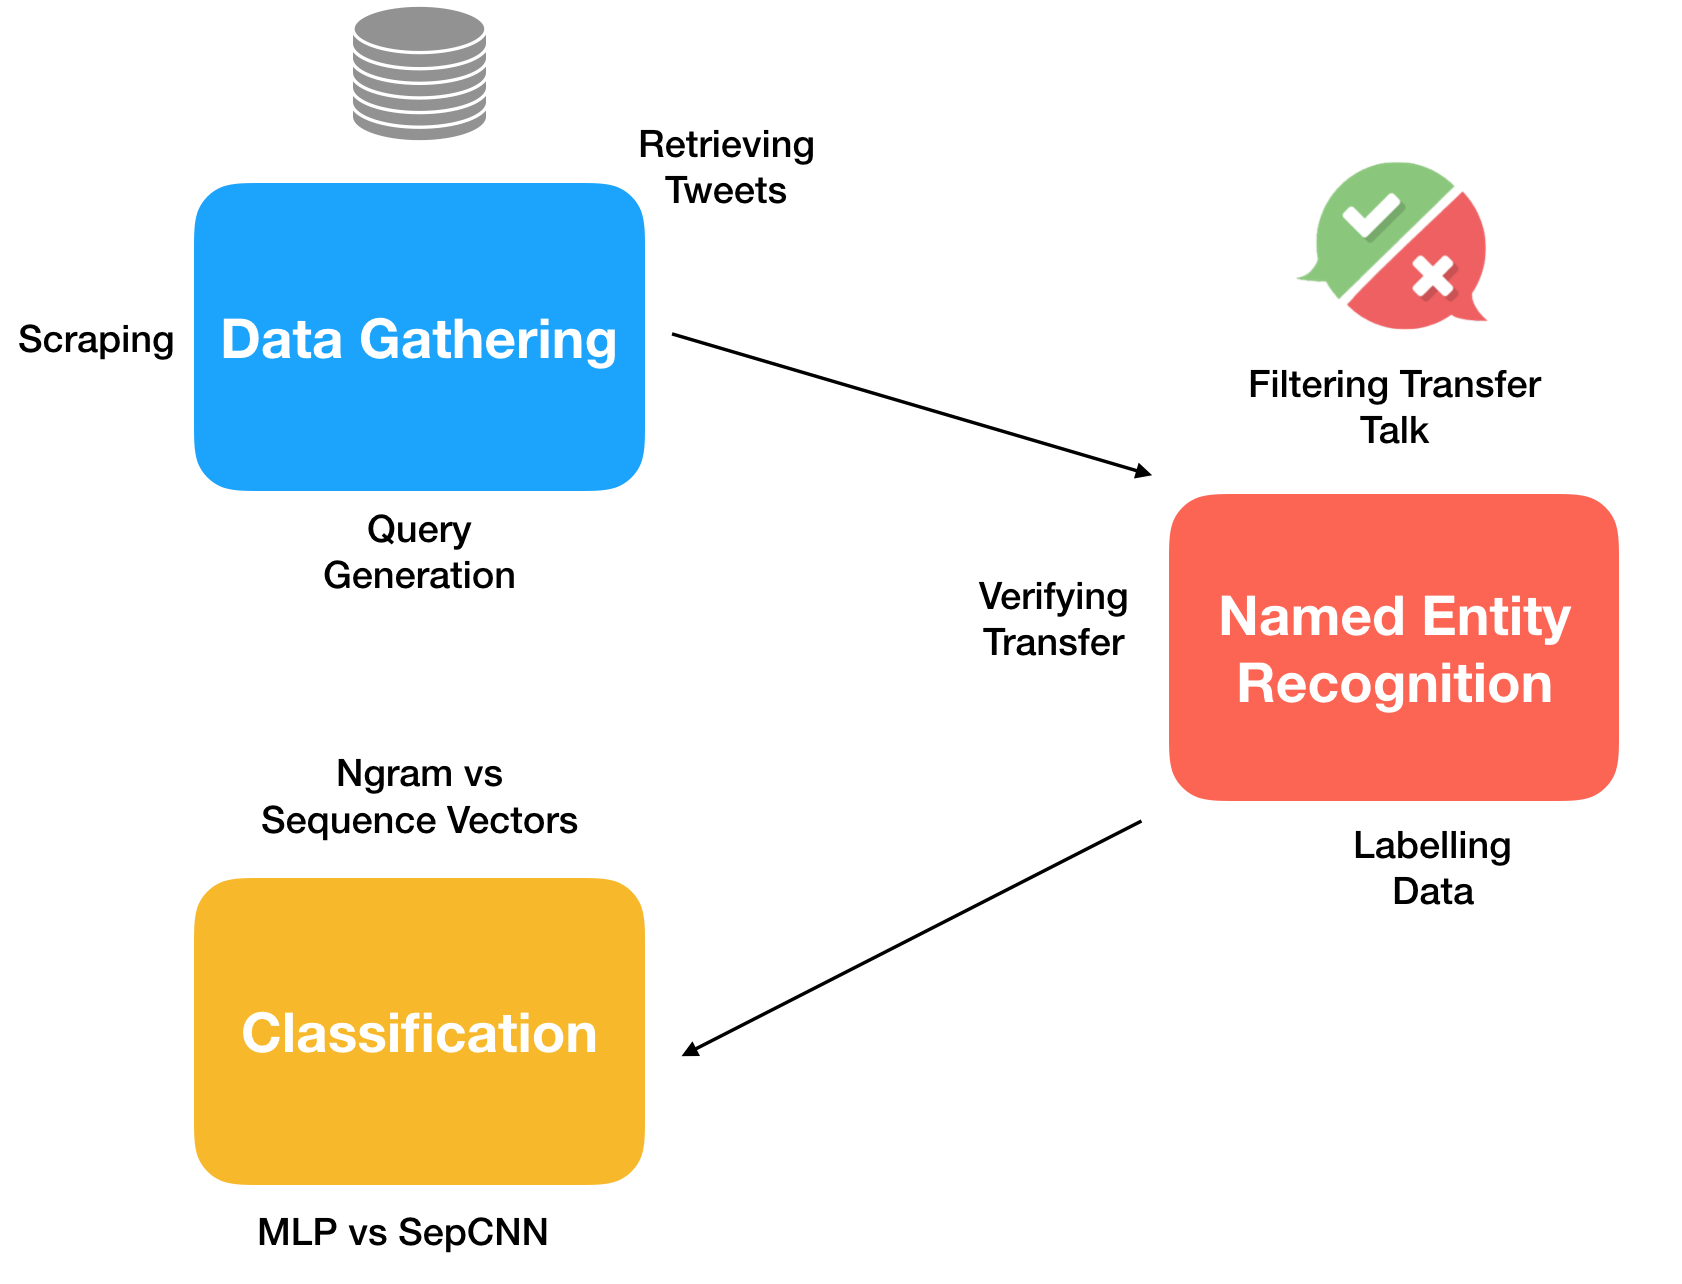 Retrieving
Tweets
Scraping
Data Gathering
Query
Generation
Filtering Transfer
Talk
Verifying
Transfer
Named Entity
Recognition
Labelling
Data
Ngram vs
Sequence Vectors
Classification
MLP vs SepCNN